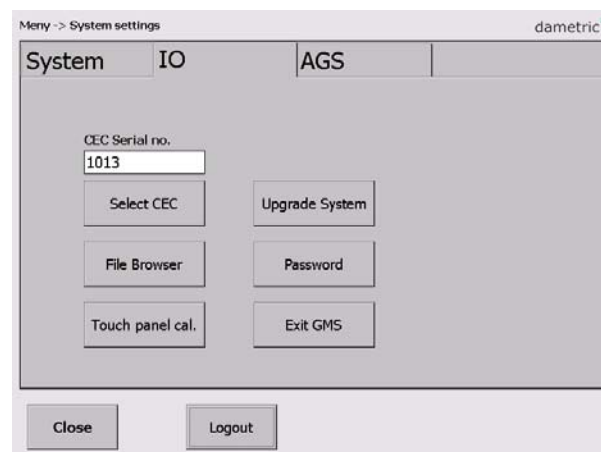 Meny -> System settings dametric
System IO AGS
CEC Serial no.
1013
Select CEC Upgrade System
File Browser Password
Touch panel cal. Exit GMS
Close Logout